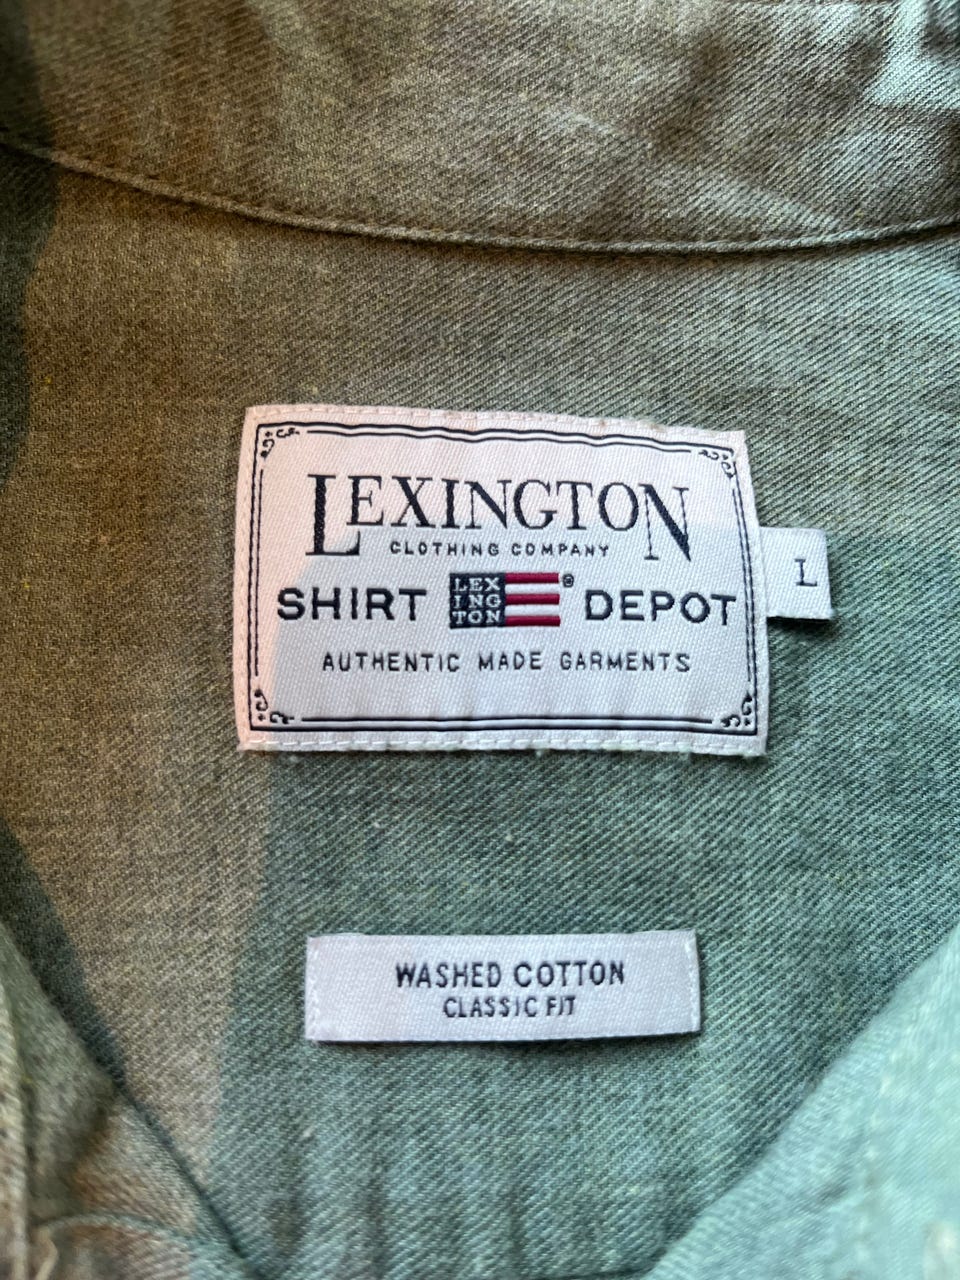 LEXINGTON
CLOTHING COMPANY
SHIRT LEX ING TON ® DEPOT
AUTHENTIC MADE GARMENTS
L
WASHED COTTON
CLASSIC FIT